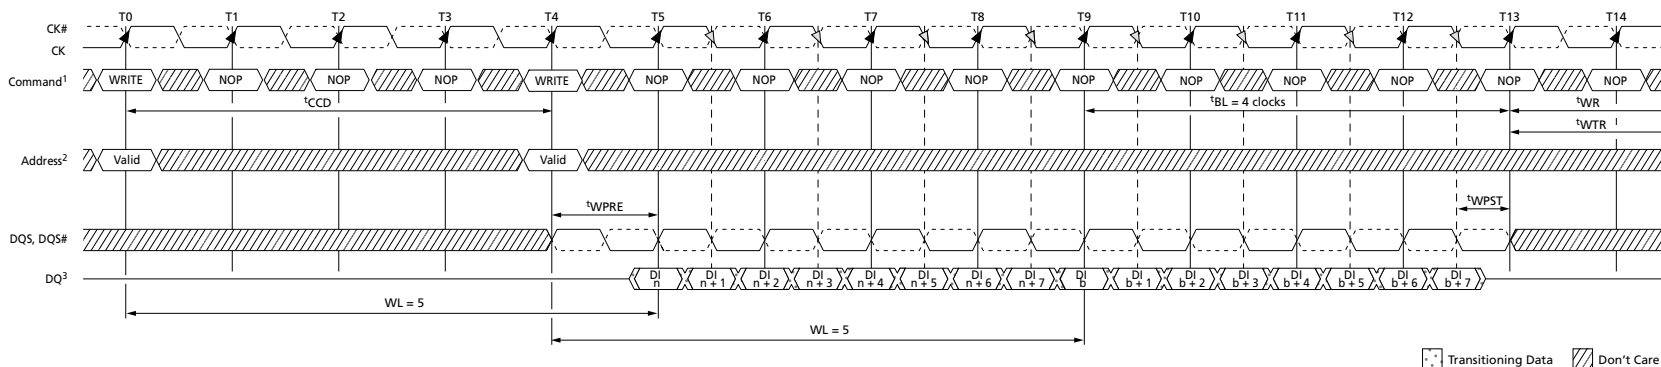 T0 T1 T2 T3 T4 T5 T6 T7 T8 T9 T10 T11 T12 T13 T14
CK#
CK
Command1 WRITE NOP NOP NOP WRITE NOP NOP NOP NOP NOP NOP NOP NOP NOP NOP
tCCD tBL = 4 clocks tWR
tWTR
Address2 Valid Valid
tWPRE tWPST
DQS, DQS#
DQ3 DI n DI n + 1 DI n + 2 DI n + 3 DI n + 4 DI n + 5 DI n + 6 DI n + 7 DI b DI b + 1 DI b + 2 DI b + 3 DI b + 4 DI b + 5 DI b + 6 DI b + 7
WL = 5
WL = 5
Transitioning Data Don't Care